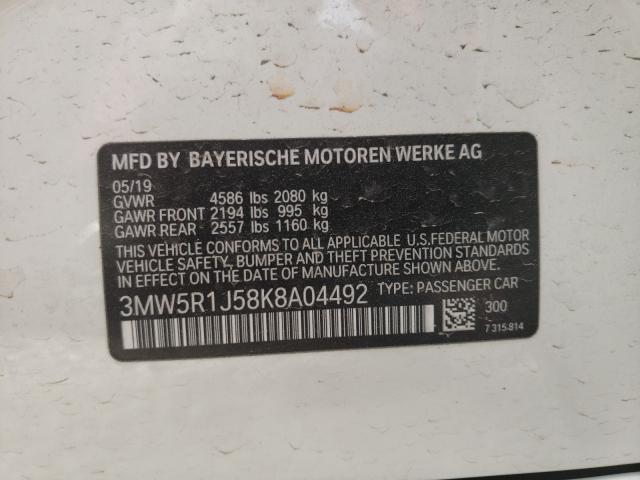 MFD BY BAYERISCHE MOTOREN WERKE AG
05/19
GVWR 4586 lbs 2080 kg
GAWR FRONT 2194 lbs 995 kg
GAWR REAR 2557 lbs 1160 kg
THIS VEHICLE CONFORMS TO ALL APPLICABLE U.S.FEDERAL MOTOR
VEHICLE SAFETY, BUMPER AND THEFT PREVENTION STANDARDS
IN EFFECT ON THE DATE OF MANUFACTURE SHOWN ABOVE.
3MW5R1J58K8A04492 TYPE: PASSENGER CAR
300
7 315-814